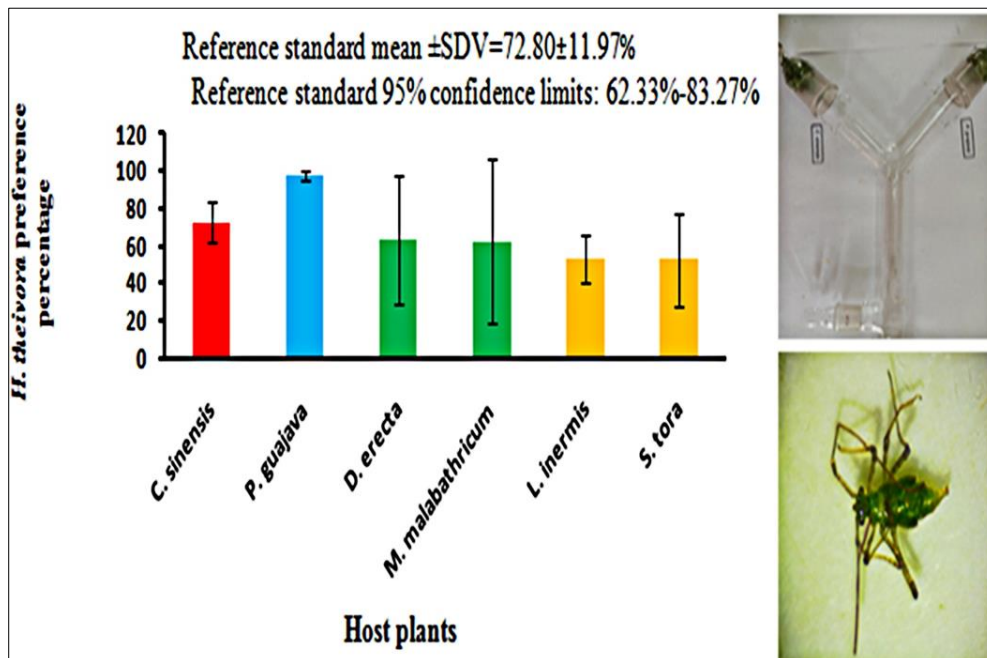 Reference standard mean ±SDV=72.80±11.97%
Reference standard 95% confidence limits: 62.33%-83.27%
H. theivora preference
percentage
120
100
80
60
40
20
0
C. sinensis
P. guajava
D. erecta
M. malabathricum
L. inermis
S. tora
Host plants